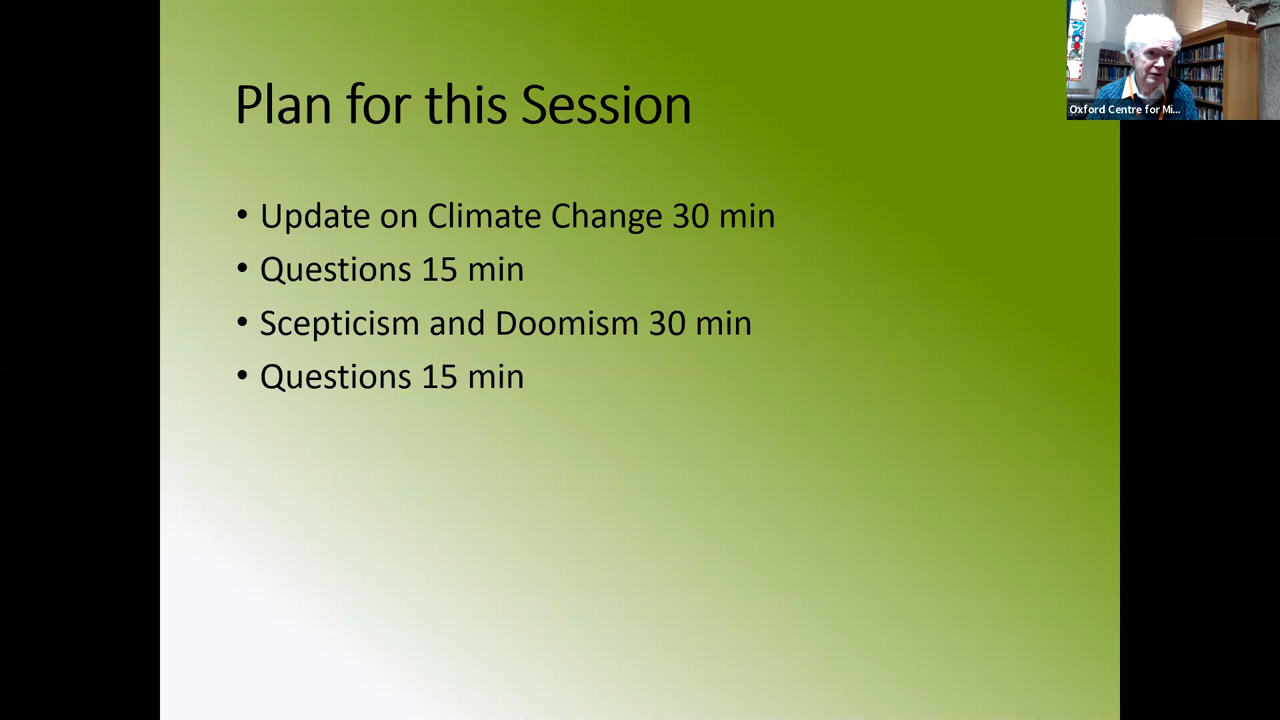 Plan for this Session
• Update on Climate Change 30 min
• Questions 15 min
• Scepticism and Doomism 30 min
• Questions 15 min
Oxford Centre for Mi...